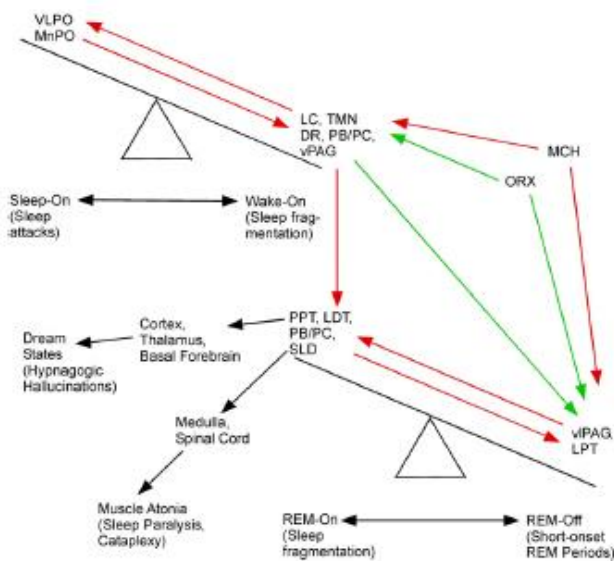 VLPO
MnPO
LC, TMN
DR, PB/PC,
vPAG
MCH
ORX
Sleep-On
(Sleep
attacks)
Wake-On
(Sleep frag-
mentation)
PPT, LDT,
PB/PC,
SLD
Cortex,
Thalamus,
Basal Forebrain
Dream
States
(Hypnagogic
Hallucinations)
Medulla,
Spinal Cord
vlPAG,
LPT
Muscle Atonia
(Sleep Paralysis,
Cataplexy)
REM-On
(Sleep
fragmentation)
REM-Off
(Short-onset
REM Periods)